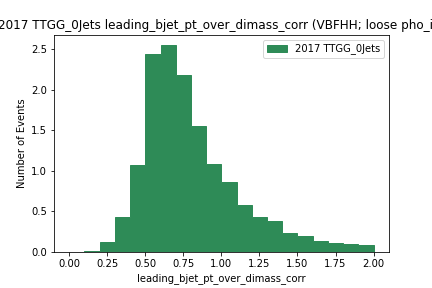 2017 TTGG_0Jets leading_bjet_pt_over_dimass_corr (VBFHH; loose pho_i
2017 TTGG_0Jets
Number of Events
2.5
2.0
1.5
1.0
0.5
0.0
0.00 0.25 0.50 0.75 1.00 1.25 1.50 1.75 2.00
leading_bjet_pt_over_dimass_corr